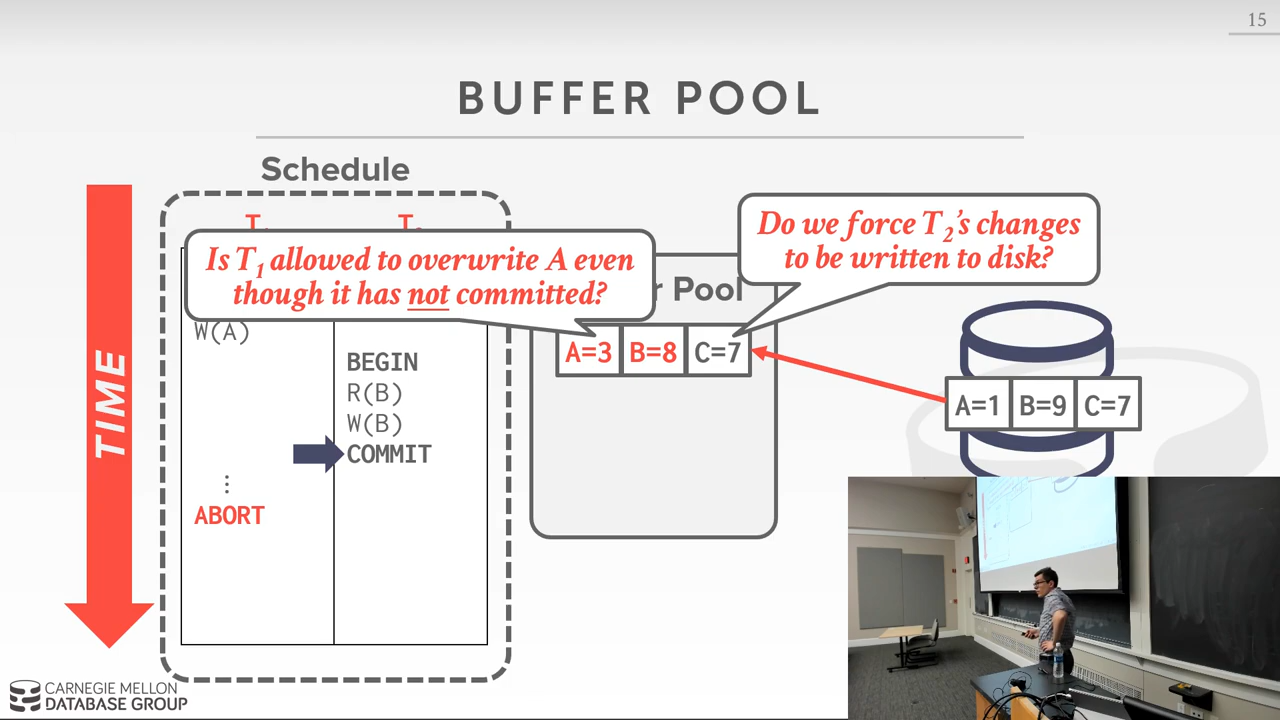 15
BUFFER POOL
Schedule
TIME
Is T1 allowed to overwrite A even
though it has not committed?
Do we force T2's changes
to be written to disk?
r Pool
W(A)
A=3 B=8 C=7
BEGIN
R(B)
W(B)
COMMIT
⋮
ABORT
A=1 B=9 C=7
CARNEGIE MELLON
DATABASE GROUP